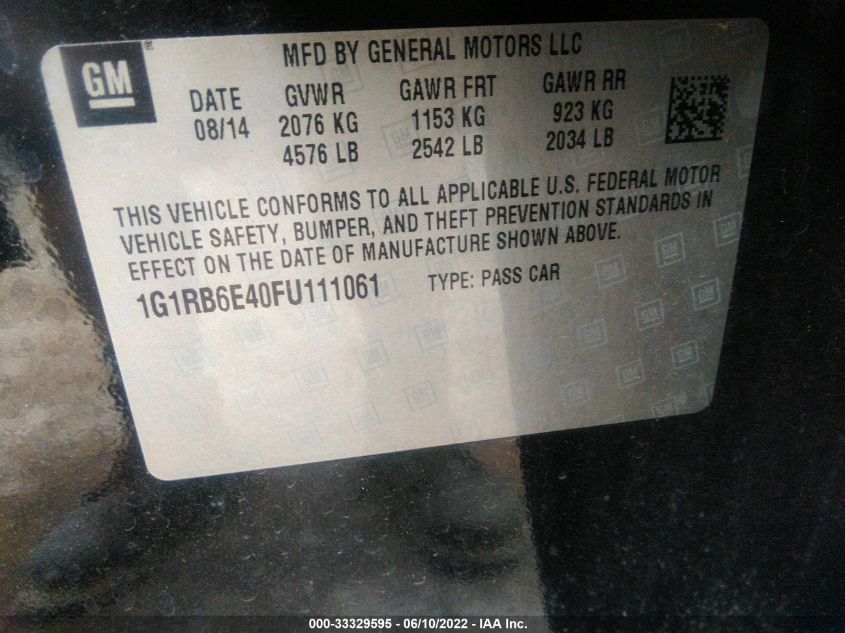 GM®
MFD BY GENERAL MOTORS LLC
DATE GVWR GAWR FRT GAWR RR
08/14 2076 KG 1153 KG 923 KG
4576 LB 2542 LB 2034 LB
THIS VEHICLE CONFORMS TO ALL APPLICABLE U.S. FEDERAL MOTOR
VEHICLE SAFETY, BUMPER, AND THEFT PREVENTION STANDARDS IN
EFFECT ON THE DATE OF MANUFACTURE SHOWN ABOVE.
1G1RB6E40FU111061 TYPE: PASS CAR
000-33329595 - 06/10/2022 - IAA Inc.